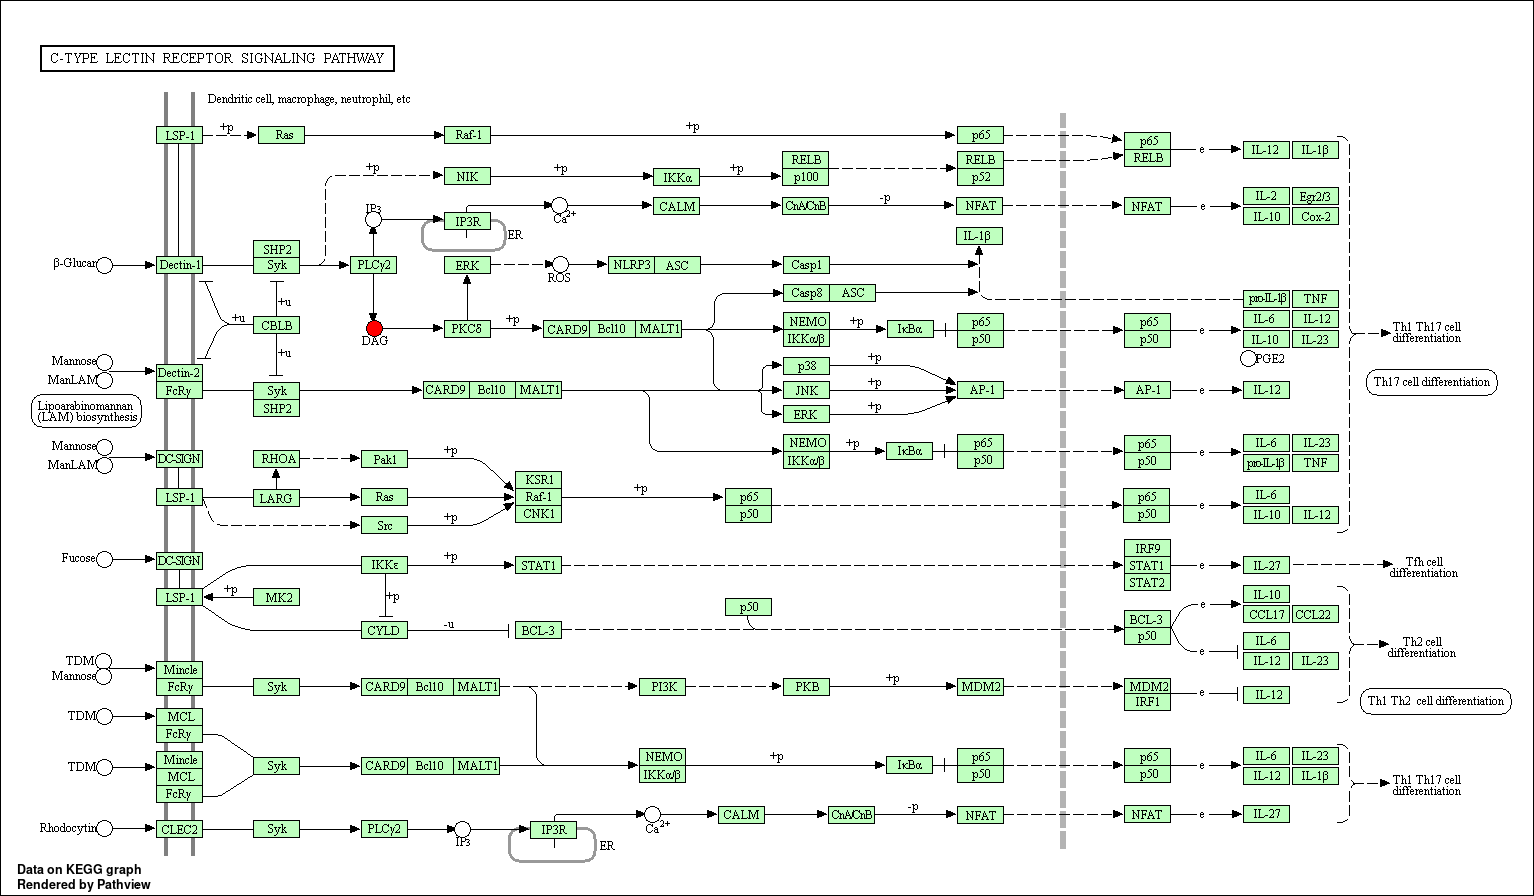 C-TYPE LECTIN RECEPTOR SIGNALING PATHWAY
Dendritic cell, macrophage, neutrophil, etc
LSP-1 +p Ras Raf-1 +p p65 p65
RELB e IL-12 IL-1β
+p NIK +p IKKα +p RELB RELB
p100 p52
IP3 IP3R Ca2+ CALM CnA/CnB -p NFAT NFAT e IL-2 Egr2/3
IL-10 Cox-2
ER
IL-1β
SHP2
β-Glucan Dectin-1 Syk PLCγ2 ERK ROS NLRP3 ASC Casp1
+u +u CBLB
Casp8 ASC pro-IL-1β TNF
DAG PKCδ +p CARD9 Bcl10 MALT1 NEMO +p IκBα p65 p65 e IL-6 IL-12
IKKα/β p50 p50 IL-10 IL-23
PGE2
Th1 Th17 cell
differentiation
+u
Mannose
ManLAM
Dectin-2
FcRγ Syk CARD9 Bcl10 MALT1
SHP2
p38 +p
JNK +p AP-1 AP-1 e IL-12
ERK +p
Th17 cell differentiation
Lipoarabinomannan
(LAM) biosynthesis
Mannose
ManLAM
DC-SIGN RHOA Pak1 +p
NEMO +p IκBα p65 p65 e IL-6 IL-23
IKKα/β p50 p50 pro-IL-1β TNF
KSR1
LSP-1 LARG Ras Raf-1 +p p65 p65 e IL-6
CNK1 p50 p50 IL-10 IL-12
Src +p
Fucose DC-SIGN IKKε +p STAT1
IRF9
STAT1 e IL-27
STAT2
Tfh cell
differentiation
LSP-1 +p MK2 +p
CYLD -u BCL-3 p50
BCL-3
p50 e IL-10
CCL17 CCL22
e IL-6
IL-12 IL-23
Th2 cell
differentiation
TDM
Mannose
Mincle
FcRγ Syk CARD9 Bcl10 MALT1 PI3K PKB +p MDM2 MDM2 e IL-12
IRF1
Th1 Th2 cell differentiation
TDM MCL
FcRγ
TDM Mincle
MCL
FcRγ
Syk CARD9 Bcl10 MALT1 NEMO +p IκBα p65 p65 e IL-6 IL-23
IKKα/β p50 p50 IL-12 IL-1β
Th1 Th17 cell
differentiation
Rhodocytin CLEC2 Syk PLCγ2 IP3 IP3R Ca2+ CALM CnA/CnB -p NFAT NFAT e IL-27
ER
Data on KEGG graph
Rendered by Pathview